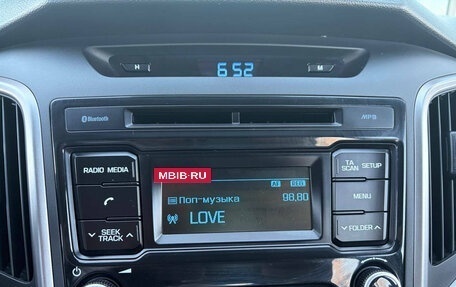 H 6:52 M
Bluetooth MP3
RADIO MEDIA
MBIB·RU
AF REG
TA SCAN SETUP
Поп-музыка 98,80
MENU
LOVE
SEEK TRACK
FOLDER